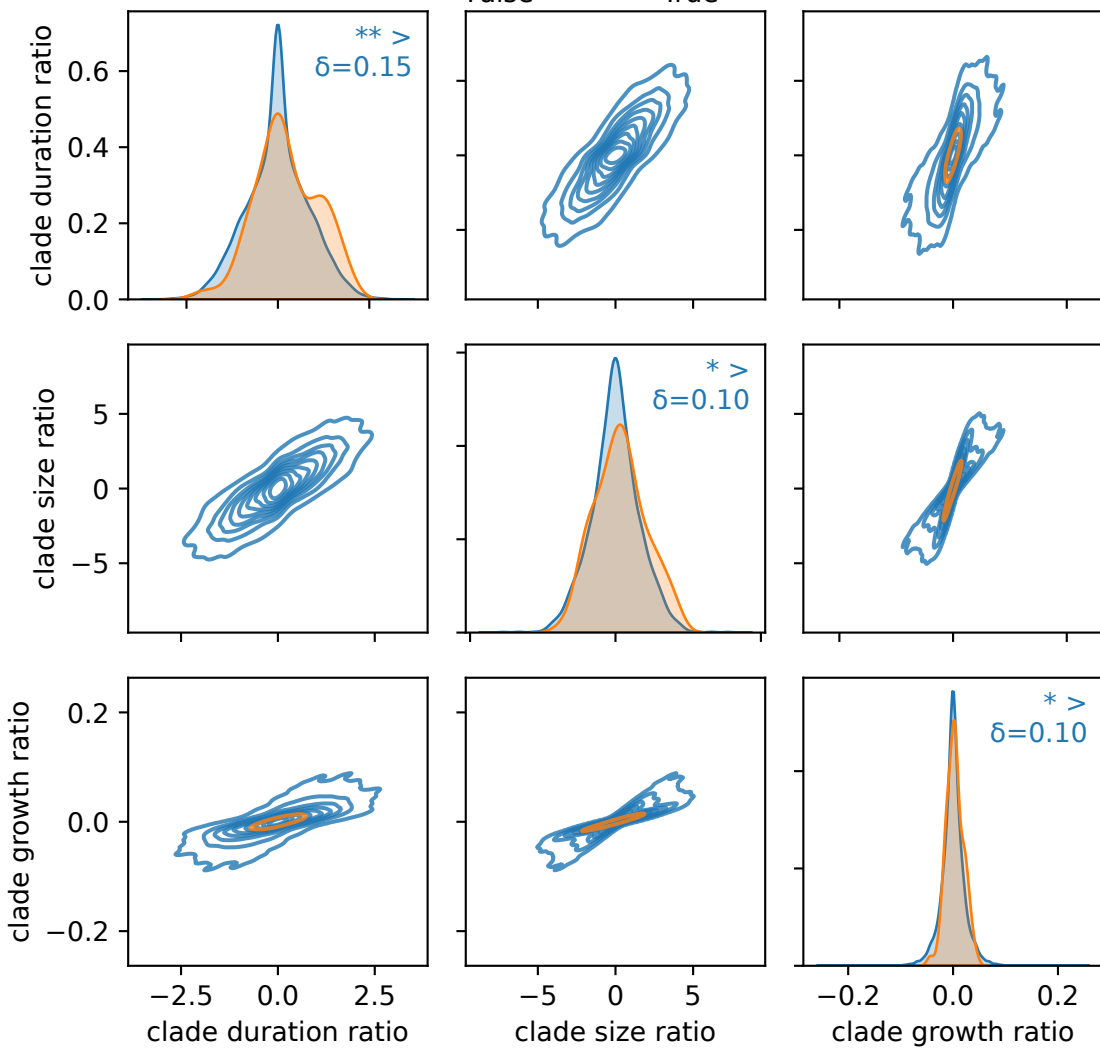 True
clade duration ratio
0.6
0.4
0.2
0.0
** >
δ=0.15
clade size ratio
5
0
−5
* >
δ=0.10
clade growth ratio
0.2
0.0
−0.2
* >
δ=0.10
−2.5 0.0 2.5
−5 0 5
−0.2 0.0 0.2
clade duration ratio
clade size ratio
clade growth ratio